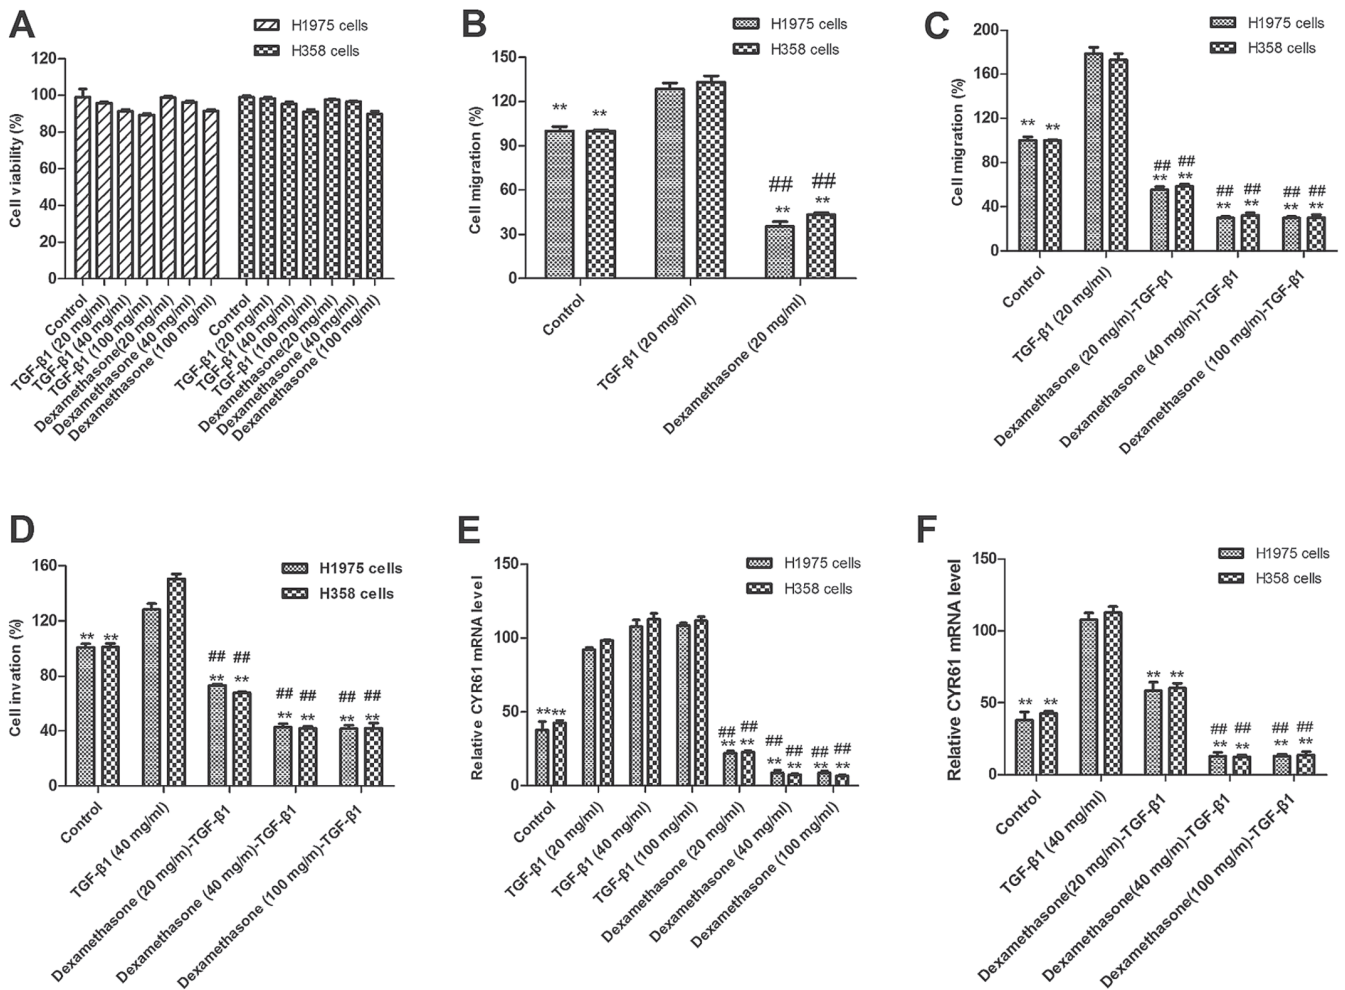 A
H1975 cells
H358 cells
Cell viability (%)
120
100
80
60
40
20
0
Control
TGF-β1 (20 mg/ml)
TGF-β1 (40 mg/ml)
TGF-β1 (100 mg/ml)
Dexamethasone(20 mg/ml)
Dexamethasone (40 mg/ml)
Dexamethasone (100 mg/ml)
Control
TGF-β1 (20 mg/ml)
TGF-β1 (40 mg/ml)
TGF-β1 (100 mg/ml)
Dexamethasone(20 mg/ml)
Dexamethasone (40 mg/ml)
Dexamethasone (100 mg/ml)
B
H1975 cells
H358 cells
Cell migration (%)
150
120
90
60
30
0
** **
## ##
** **
Control
TGF-β1 (20 mg/ml)
Dexamethasone (20 mg/ml)
C
H1975 cells
H358 cells
Cell migration (%)
200
160
120
80
40
0
** **
## ## ## ## ## ##
** ** ** ** ** **
Control
TGF-β1 (20 mg/ml)
Dexamethasone (20 mg/m)-TGF-β1
Dexamethasone (40 mg/m)-TGF-β1
Dexamethasone (100 mg/m)-TGF-β1
D
H1975 cells
H358 cells
Cell invation (%)
160
120
80
40
0
** **
## ## ## ## ## ##
** ** ** ** ** **
Control
TGF-β1 (40 mg/ml)
Dexamethasone (20 mg/m)-TGF-β1
Dexamethasone (40 mg/m)-TGF-β1
Dexamethasone (100 mg/m)-TGF-β1
E
H1975 cells
H358 cells
Relative CYR61 mRNA level
150
100
50
0
** **
## ## ## ## ## ##
** ** ** ** ** **
Control
TGF-β1 (20 mg/ml)
TGF-β1 (40 mg/ml)
TGF-β1 (100 mg/ml)
Dexamethasone (20 mg/ml)
Dexamethasone (40 mg/ml)
Dexamethasone (100 mg/ml)
F
H1975 cells
H358 cells
Relative CYR61 mRNA level
150
100
50
0
** **
** **
## ## ## ##
** ** ** **
Control
TGF-β1 (40 mg/ml)
Dexamethasone(20 mg/m)-TGF-β1
Dexamethasone(40 mg/m)-TGF-β1
Dexamethasone(100 mg/m)-TGF-β1